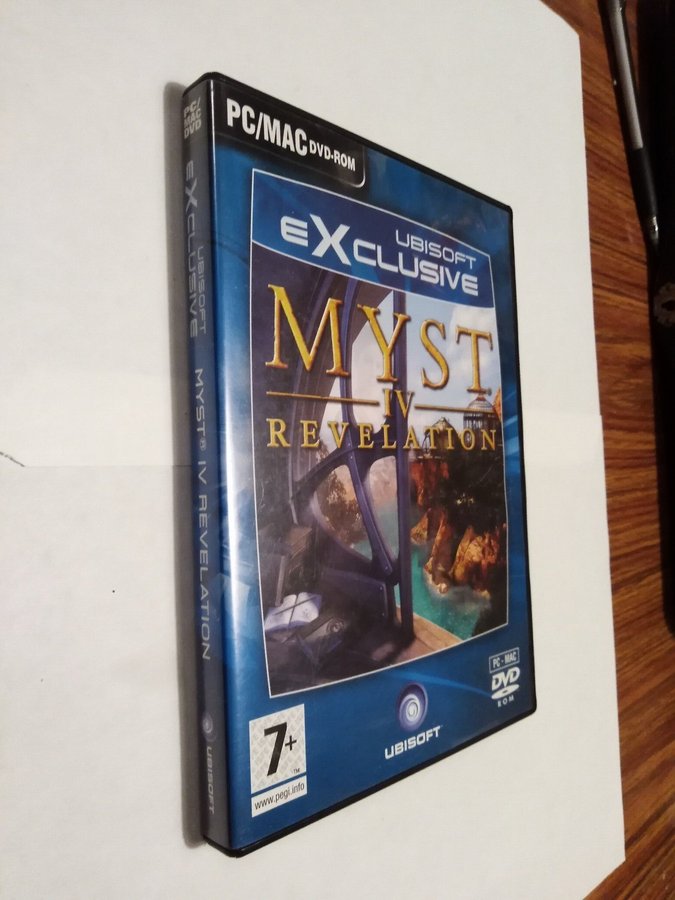 PC/MAC DVD-ROM
UBISOFT
eXCLUSIVE
MYST
IV
REVELATION
PC - MAC
DVD
ROM
UBISOFT
7+
™
www.pegi.info
PC/
MAC
DVD
UBISOFT
eXCLUSIVE
MYST® IV REVELATION
UBISOFT